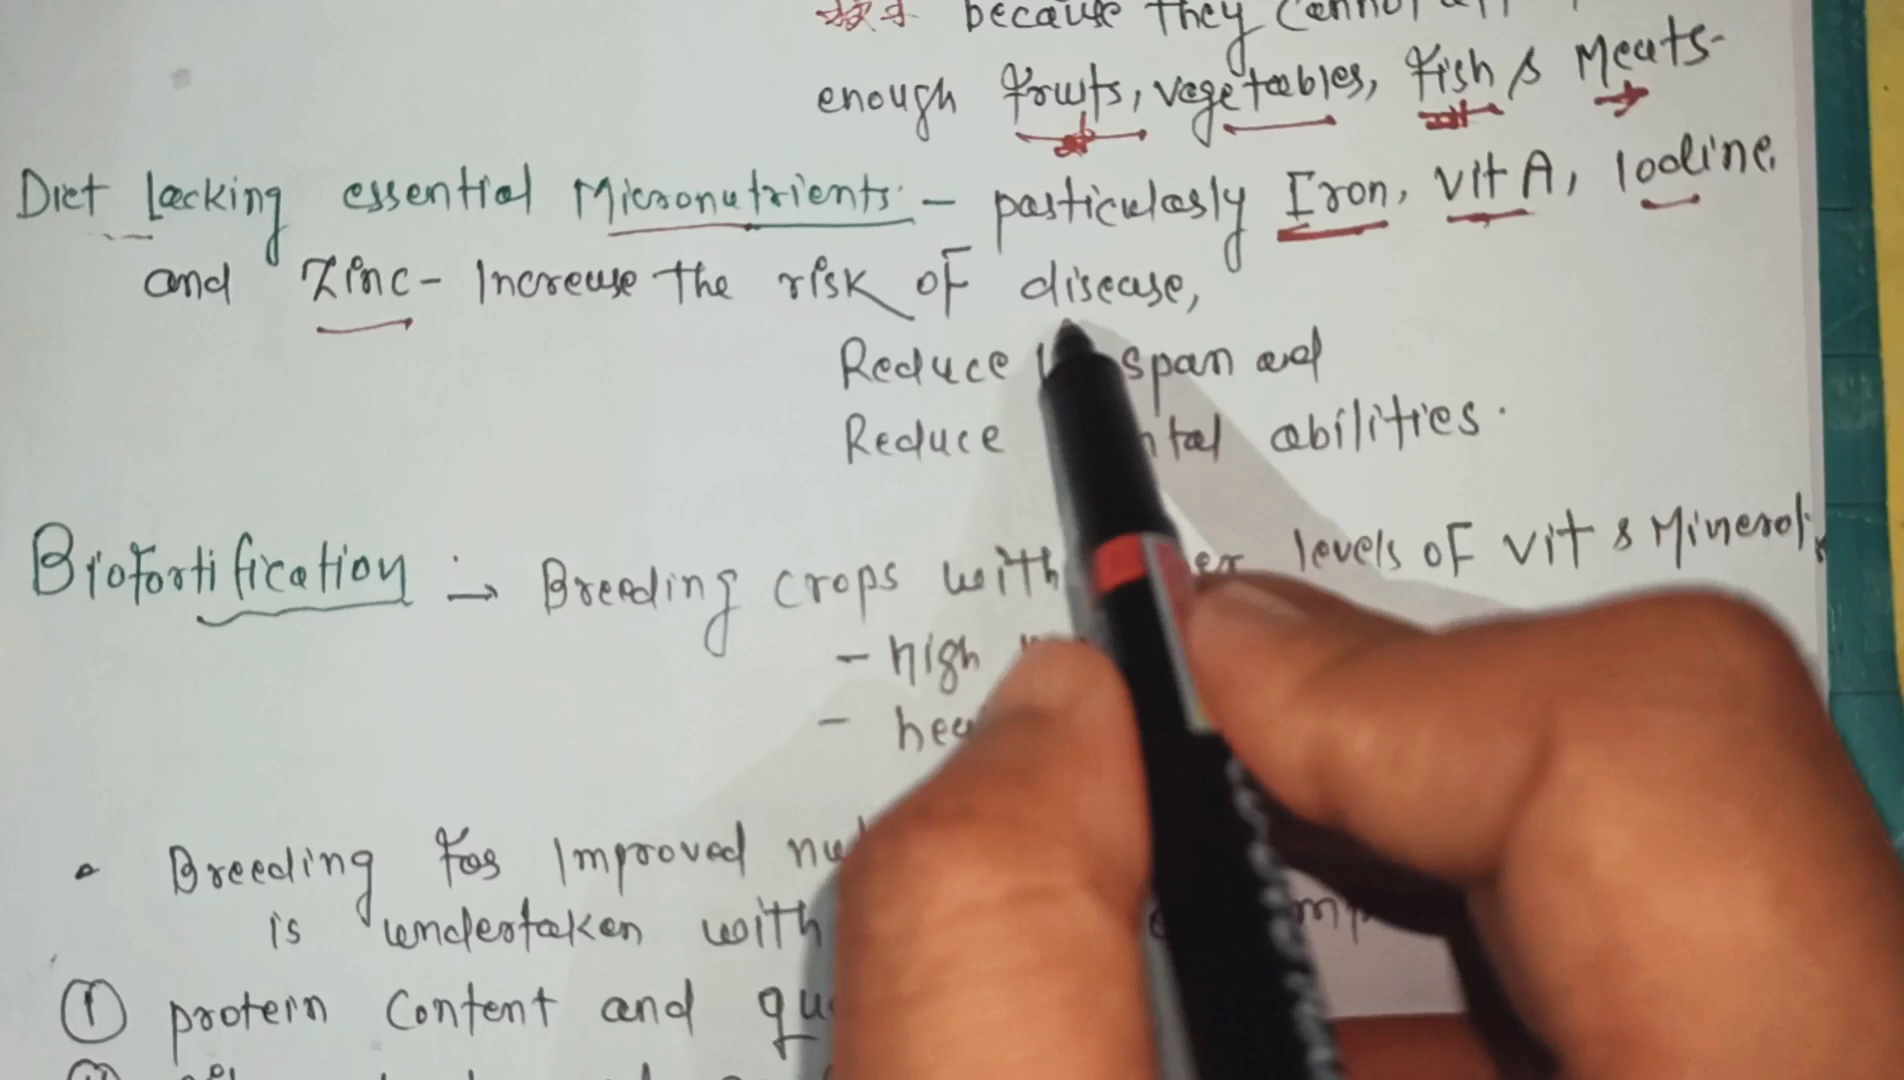 because they
enough fruits, vegetables, fish & Meats-
Diet lacking essential Micronutrients - particularly Iron, vit A, Iodine
and Zinc - Increase the risk of disease,
Reduce span and
Reduce abilities.
Biofortification :→ Breeding crops with levels of vit & Minerals
- high
-
• Breeding for Improved
is undertaken with
① protein content and